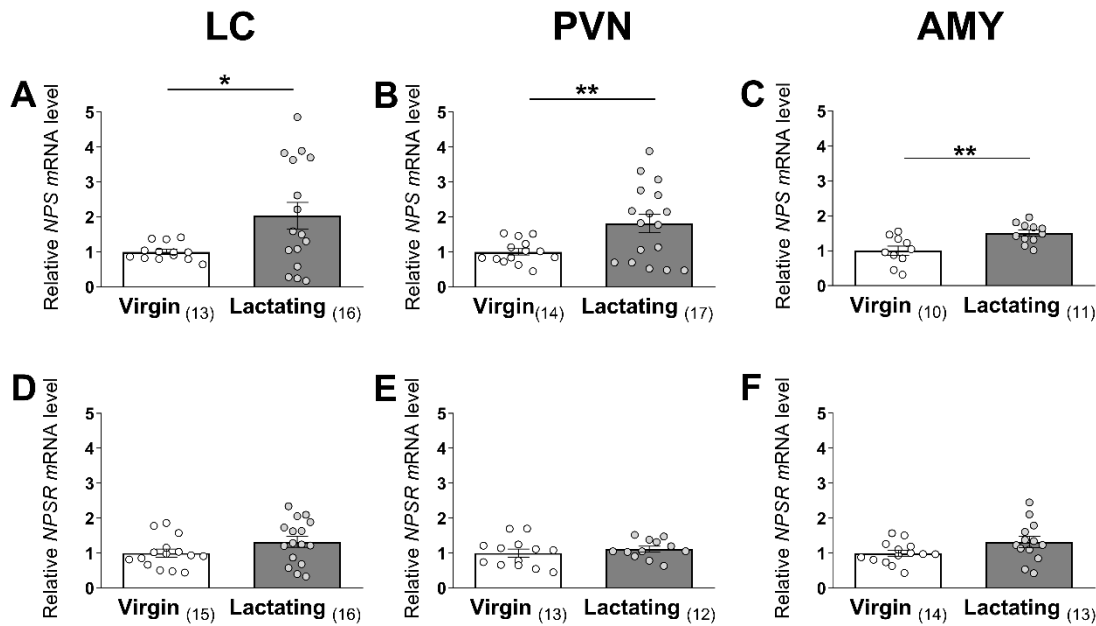 LC PVN AMY
A * B ** C **
Relative NPS mRNA level
5
4
3
2
1
0
Virgin (13) Lactating (16)
Relative NPS mRNA level
5
4
3
2
1
0
Virgin(14) Lactating (17)
Relative NPS mRNA level
5
4
3
2
1
0
Virgin (10) Lactating (11)
D E F
Relative NPSR mRNA level
5
4
3
2
1
0
Virgin (15) Lactating (16)
Relative NPSR mRNA level
5
4
3
2
1
0
Virgin (13) Lactating (12)
Relative NPSR mRNA level
5
4
3
2
1
0
Virgin (14) Lactating (13)